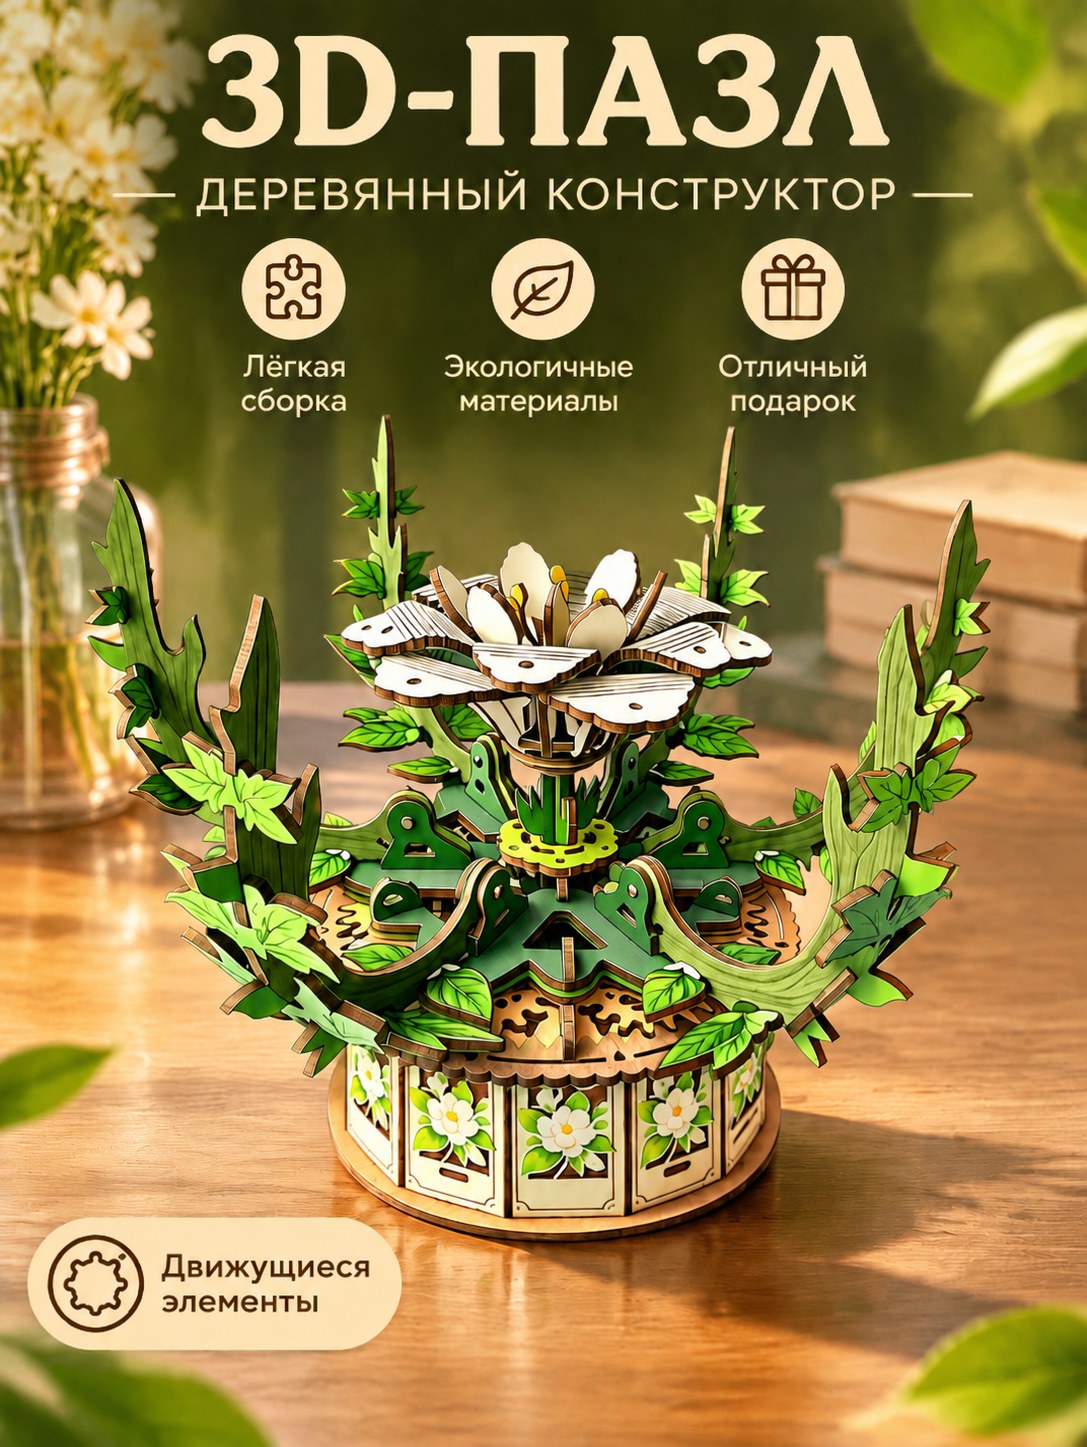 3D-ПАЗЛ
ДЕРЕВЯННЫЙ КОНСТРУКТОР
Лёгкая
сборка
Экологичные
материалы
Отличный
подарок
Движущиеся
элементы